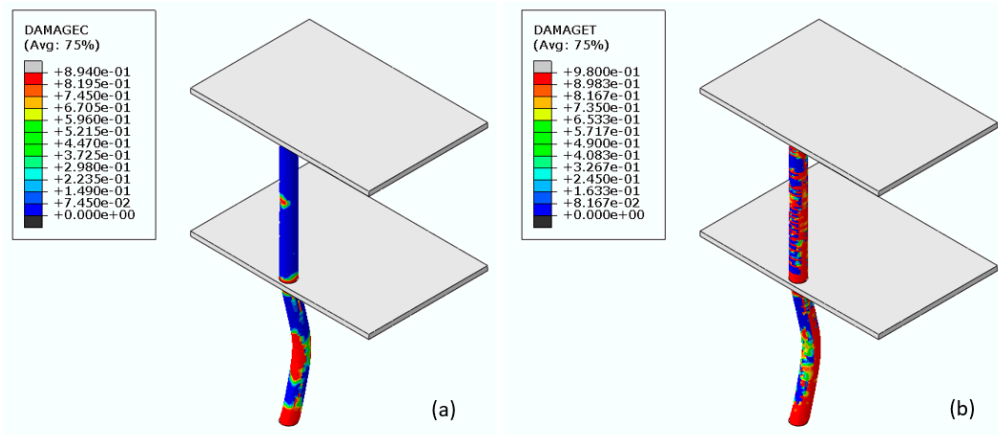 DAMAGEC
(Avg: 75%)
+8.940e-01
+8.195e-01
+7.450e-01
+6.705e-01
+5.960e-01
+5.215e-01
+4.470e-01
+3.725e-01
+2.980e-01
+2.235e-01
+1.490e-01
+7.450e-02
+0.000e+00
(a)
DAMAGET
(Avg: 75%)
+9.800e-01
+8.983e-01
+8.167e-01
+7.350e-01
+6.533e-01
+5.717e-01
+4.900e-01
+4.083e-01
+3.267e-01
+2.450e-01
+1.633e-01
+8.167e-02
+0.000e+00
(b)